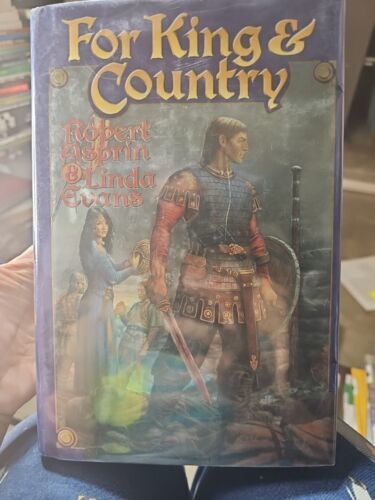 For King &
Country
Robert
Asprin
& Linda
Evans